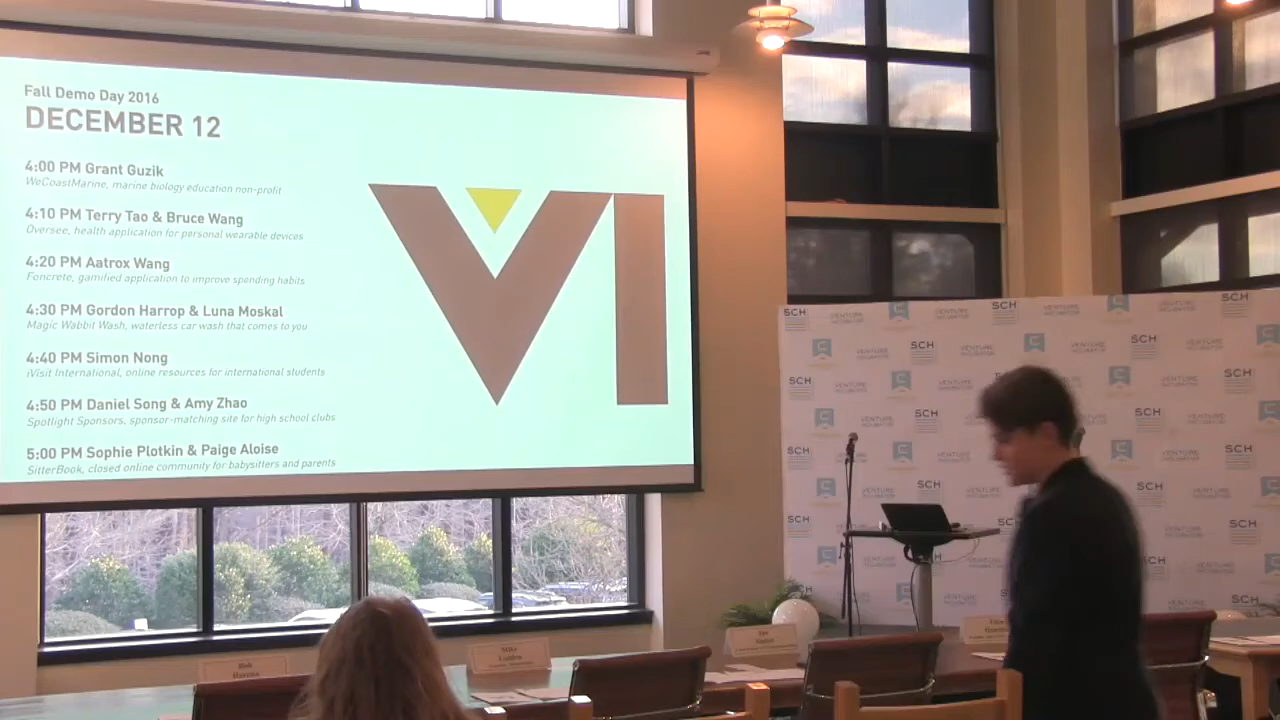 Fall Demo Day 2016
DECEMBER 12
4:00 PM Grant Guzik
WeCoastMarine, marine biology education non-profit
4:10 PM Terry Tao & Bruce Wang
Oversee, health application for personal wearable devices
4:20 PM Aatrox Wang
Foncrete, gamified application to improve spending habits
4:30 PM Gordon Harrop & Luna Moskal
Magic Wabbit Wash, waterless car wash that comes to you
4:40 PM Simon Nong
iVisit International, online resources for international students
4:50 PM Daniel Song & Amy Zhao
Spotlight Sponsors, sponsor-matching site for high school clubs
5:00 PM Sophie Plotkin & Paige Aloise
SitterBook, closed online community for babysitters and parents
VI
SCH
VENTURE
INCUBATOR
Bob
Mike